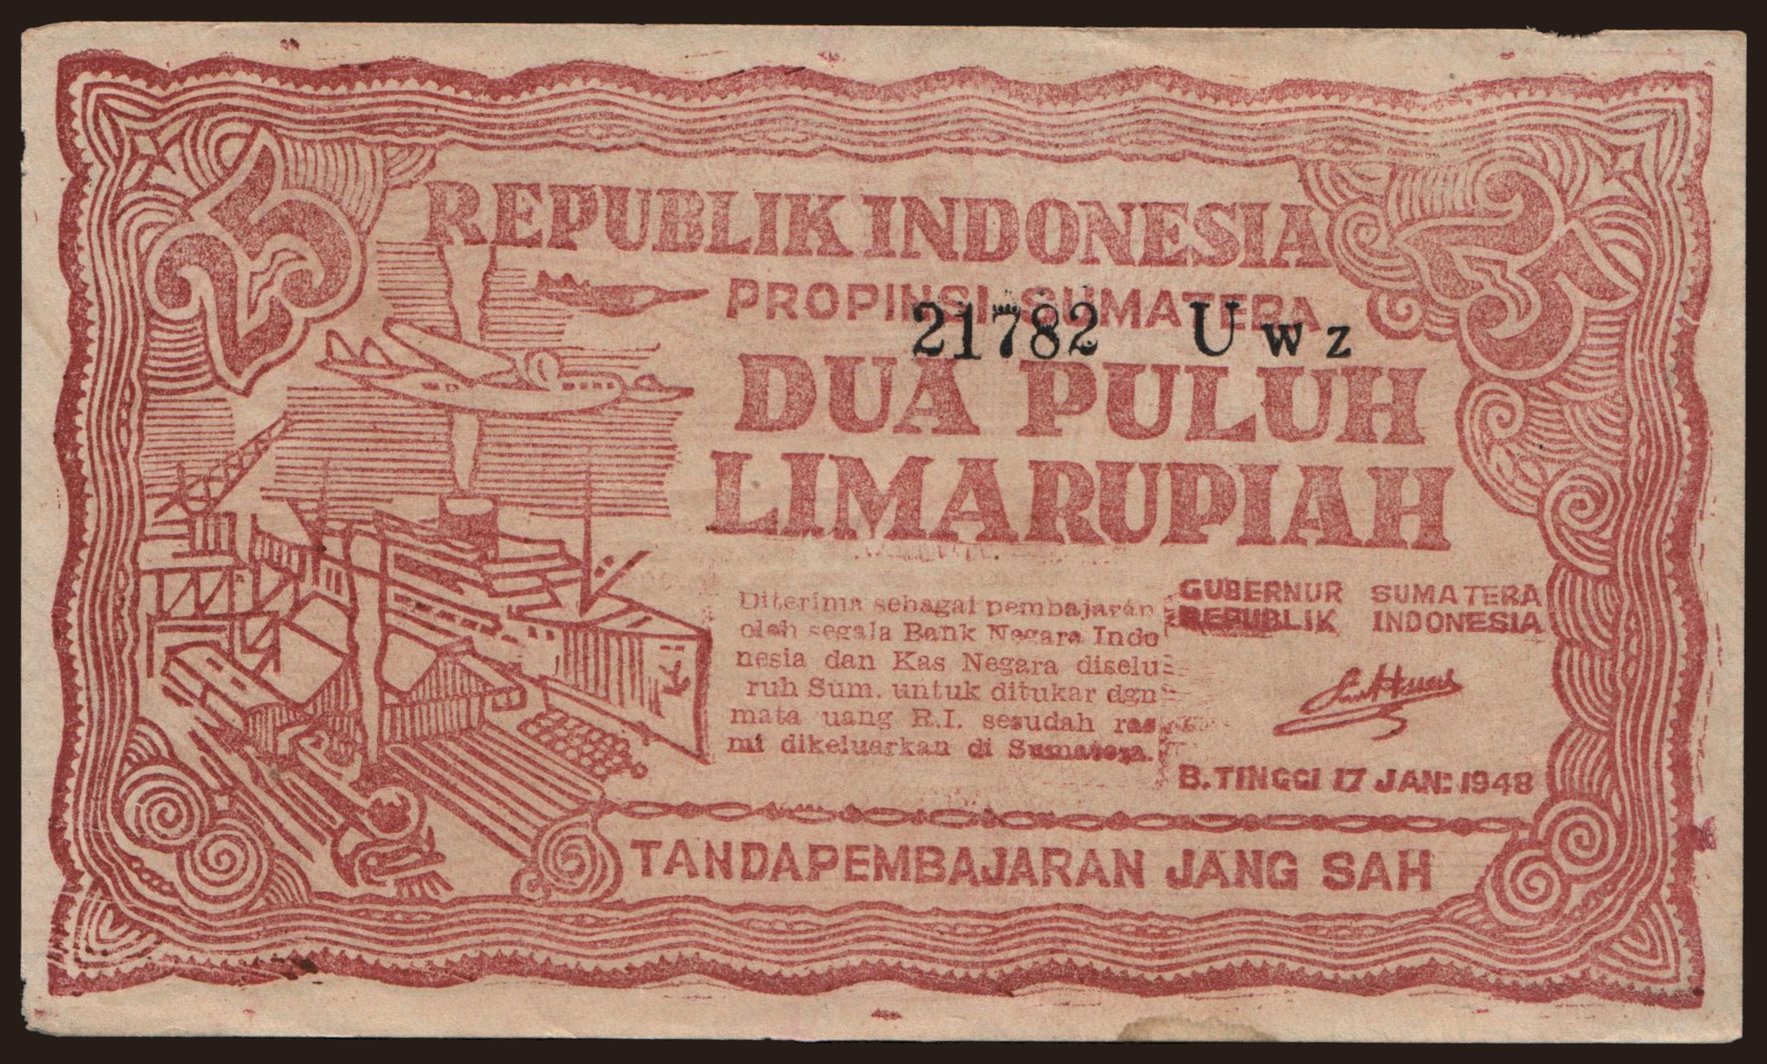 25
REPUBLIK INDONESIA
25
PROPINSI SUMATERA
21782 U w z
DUA PULUH
LIMARUPIAH
Diterima sebagai pembajaran
oleh segala Bank Negara Indo
nesia dan Kas Negara diselu-
ruh Sum. untuk ditukar dgn
mata uang R.I. sesudah ras
mi dikeluarkan di Sumatera.
GUBERNUR SUMATERA
REPUBLIK INDONESIA
B. TINGGI 17 JAN: 1948
TANDAPEMBAJARAN JANG SAH